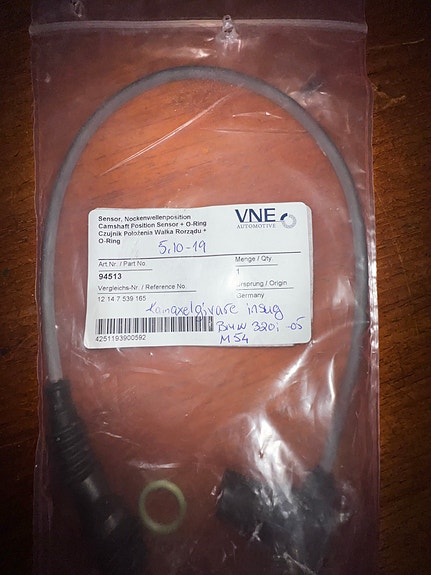 Sensor, Nockenwellenposition
Camshaft Position Sensor + O-Ring
Czujnik Położenia Wałka Rorządu +
O-Ring
VNE
AUTOMOTIVE
5,10-19
Art.Nr. / Part No.
Menge / Qty
94513
1
Vergleichs-Nr. / Reference No.
Ursprung / Origin
12 14 7 539 165
Germany
Kamaxelgivare insug
BMW 320i -05
M54
4251193900592